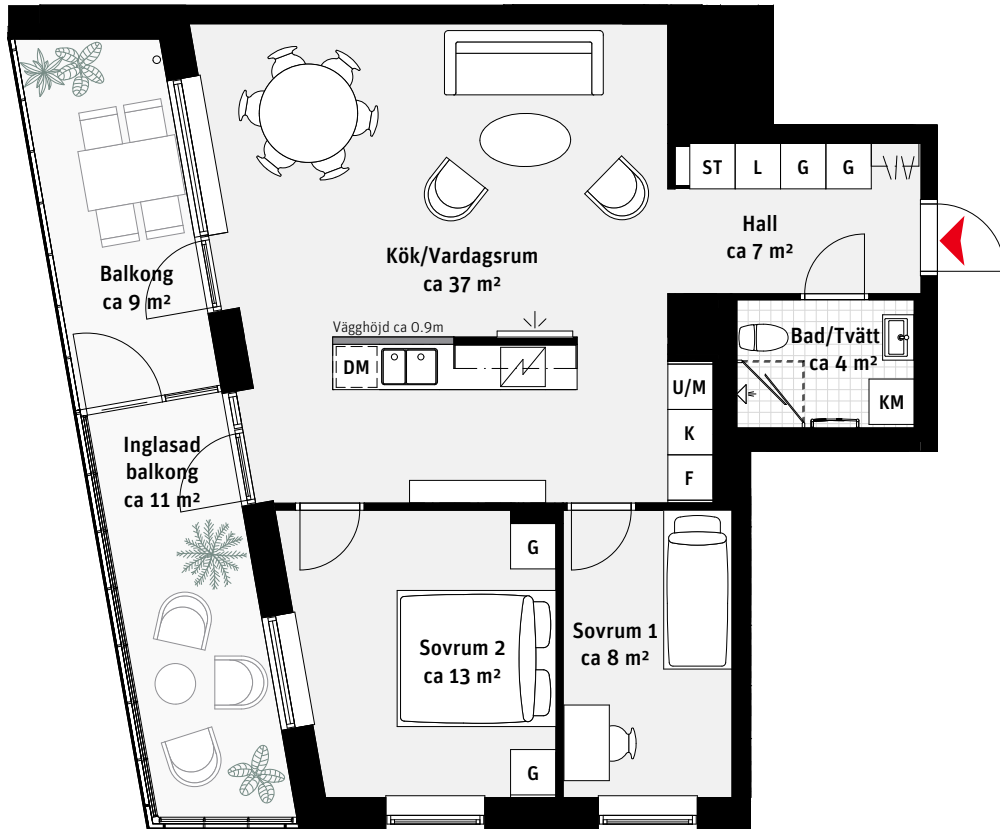 ST
L
G
G
Hall
ca 7 m²
Kök/Vardagsrum
ca 37 m²
Balkong
ca 9 m²
Vägghöjd ca 0.9m
DM
Bad/Tvätt
ca 4 m²
KM
U/M
K
F
Inglasad
balkong
ca 11 m²
G
Sovrum 2
ca 13 m²
G
Sovrum 1
ca 8 m²